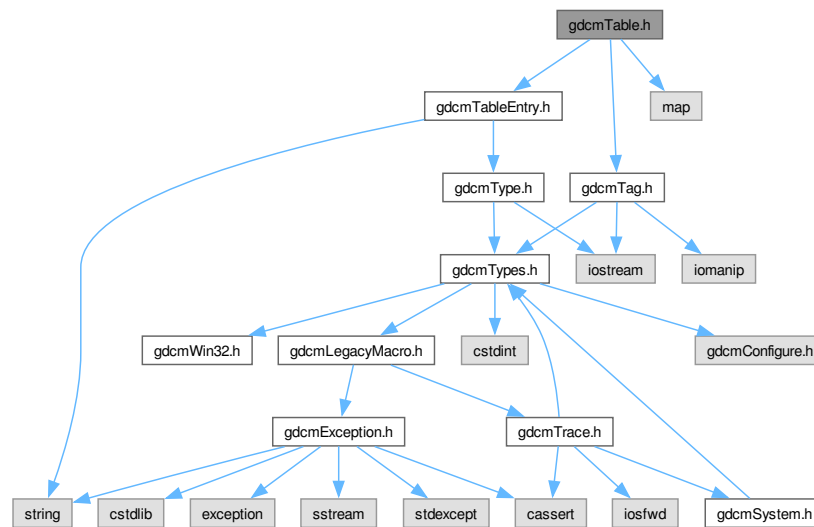 gdcmTable.h
gdcmTableEntry.h
map
gdcmType.h
gdcmTag.h
gdcmTypes.h
iostream
iomanip
gdcmWin32.h
gdcmLegacyMacro.h
cstdint
gdcmConfigure.h
gdcmException.h
gdcmTrace.h
string
cstdlib
exception
sstream
stdexcept
cassert
iosfwd
gdcmSystem.h